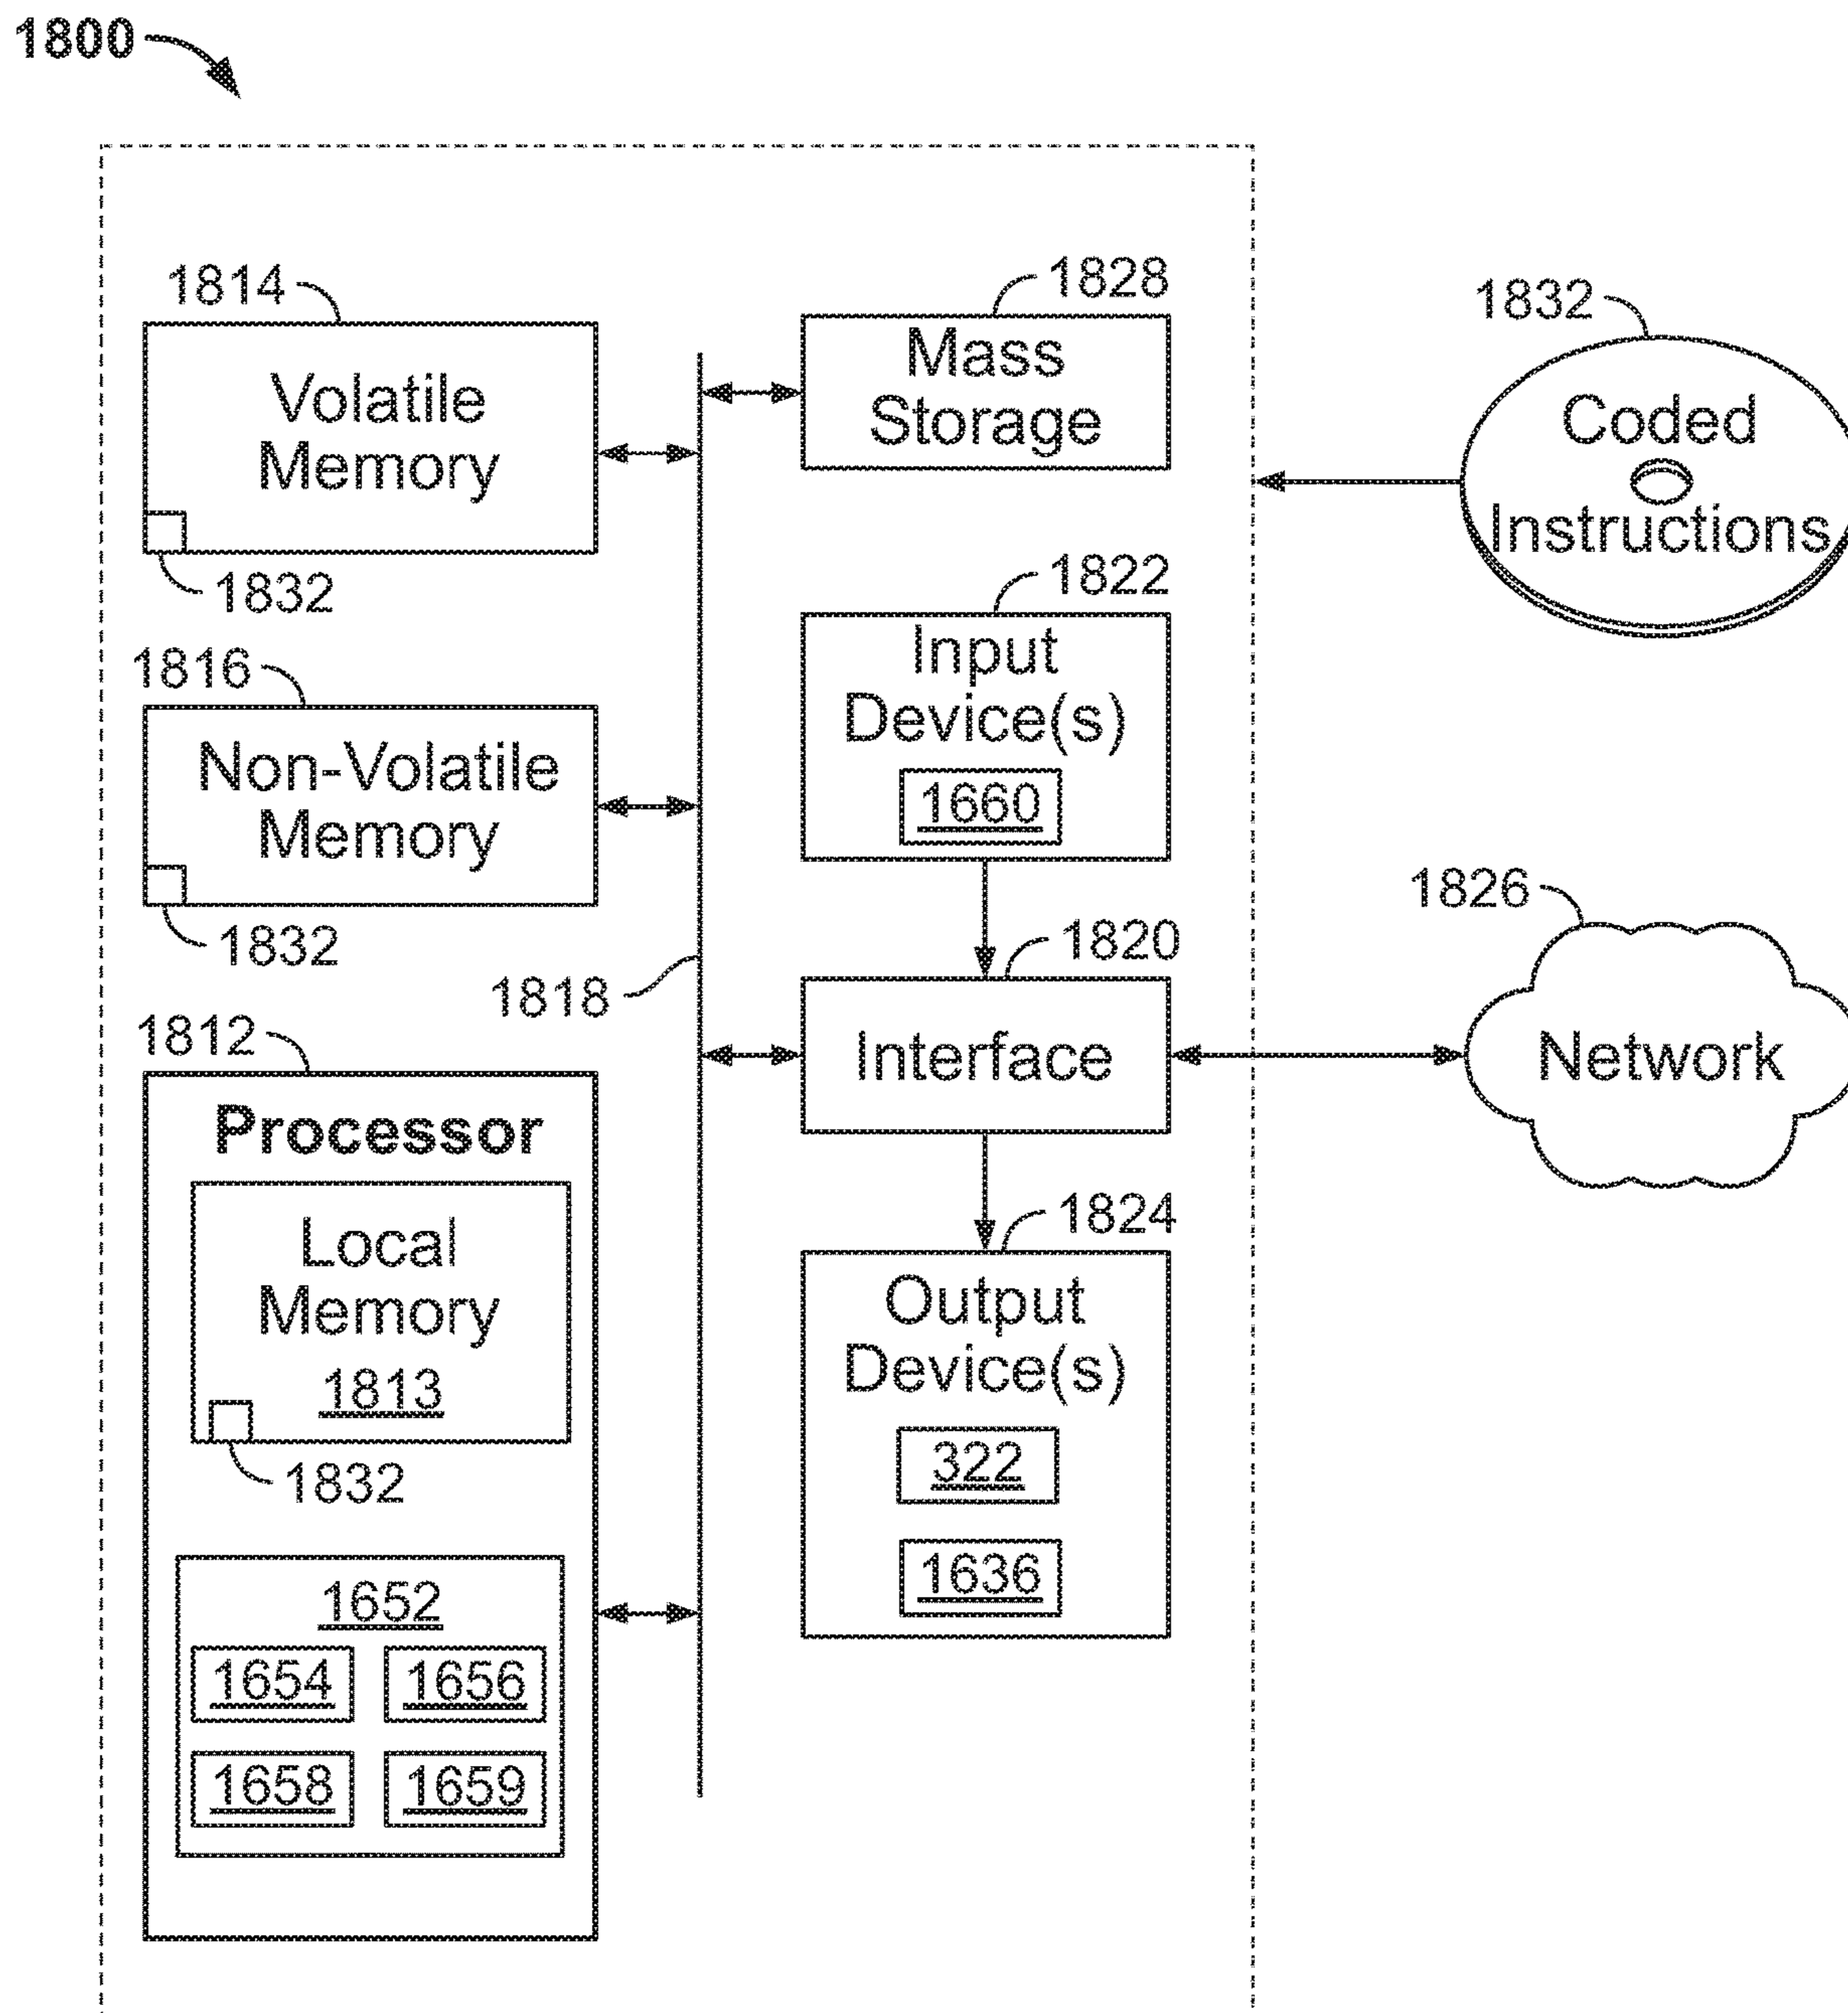 1800
1814
Volatile
Memory
1832
1816
Non-Volatile
Memory
1832
1818
1812
Processor
Local
Memory
1813
1832
1652
1654
1656
1658
1659
1828
Mass
Storage
1822
Input
Device(s)
1660
1820
Interface
1824
Output
Device(s)
322
1636
1832
Coded
Instructions
1826
Network